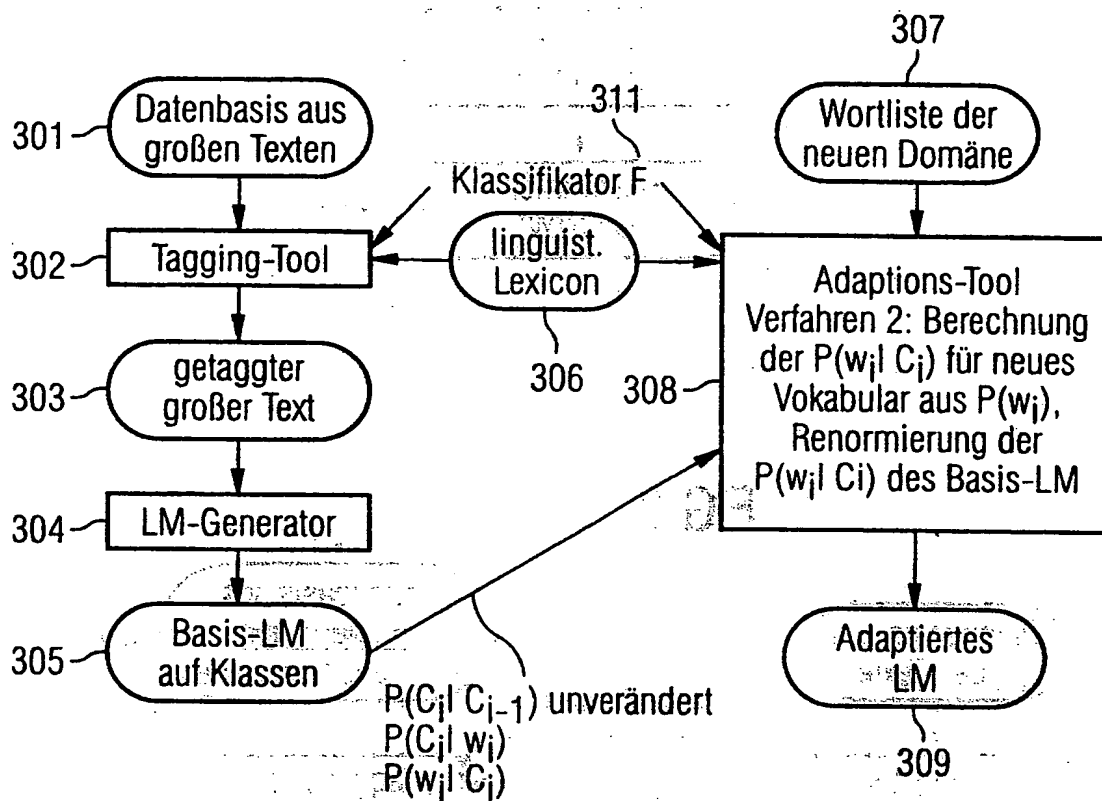 307
311
301
Datenbasis aus
großen Texten
Wortliste der
neuen Domäne
Klassifikator F
302
Tagging-Tool
linguist.
Lexicon
306
303
getaggter
großer Text
308
Adaptions-Tool
Verfahren 2: Berechnung
der P(wi| Ci) für neues
Vokabular aus P(wi),
Renormierung der
P(wi| Ci) des Basis-LM
304
LM-Generator
305
Basis-LM
auf Klassen
P(Ci| Ci-1) unverändert
P(Ci| wi)
P(wi| Ci)
Adaptiertes
LM
309